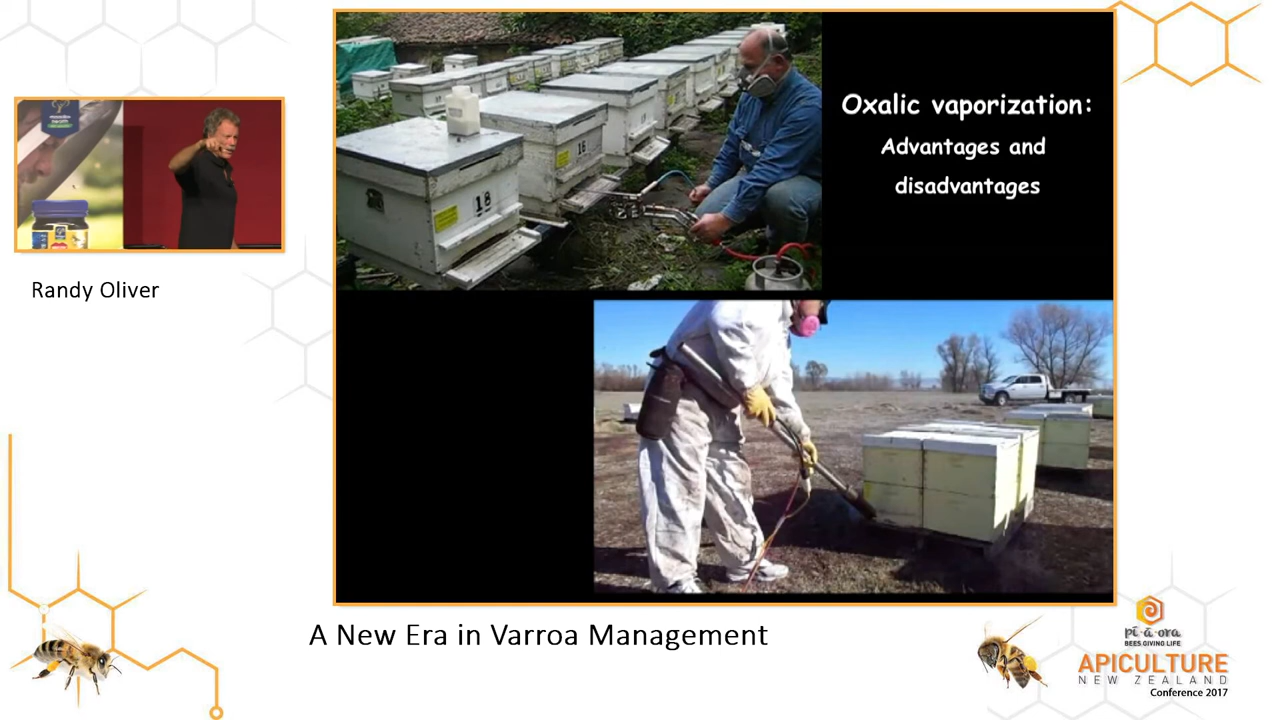 Oxalic vaporization:
Advantages and
disadvantages
18
16
Randy Oliver
A New Era in Varroa Management
pī-ā-ora
BEES GIVING LIFE
APICULTURE
NEW ZEALAND
Conference 2017